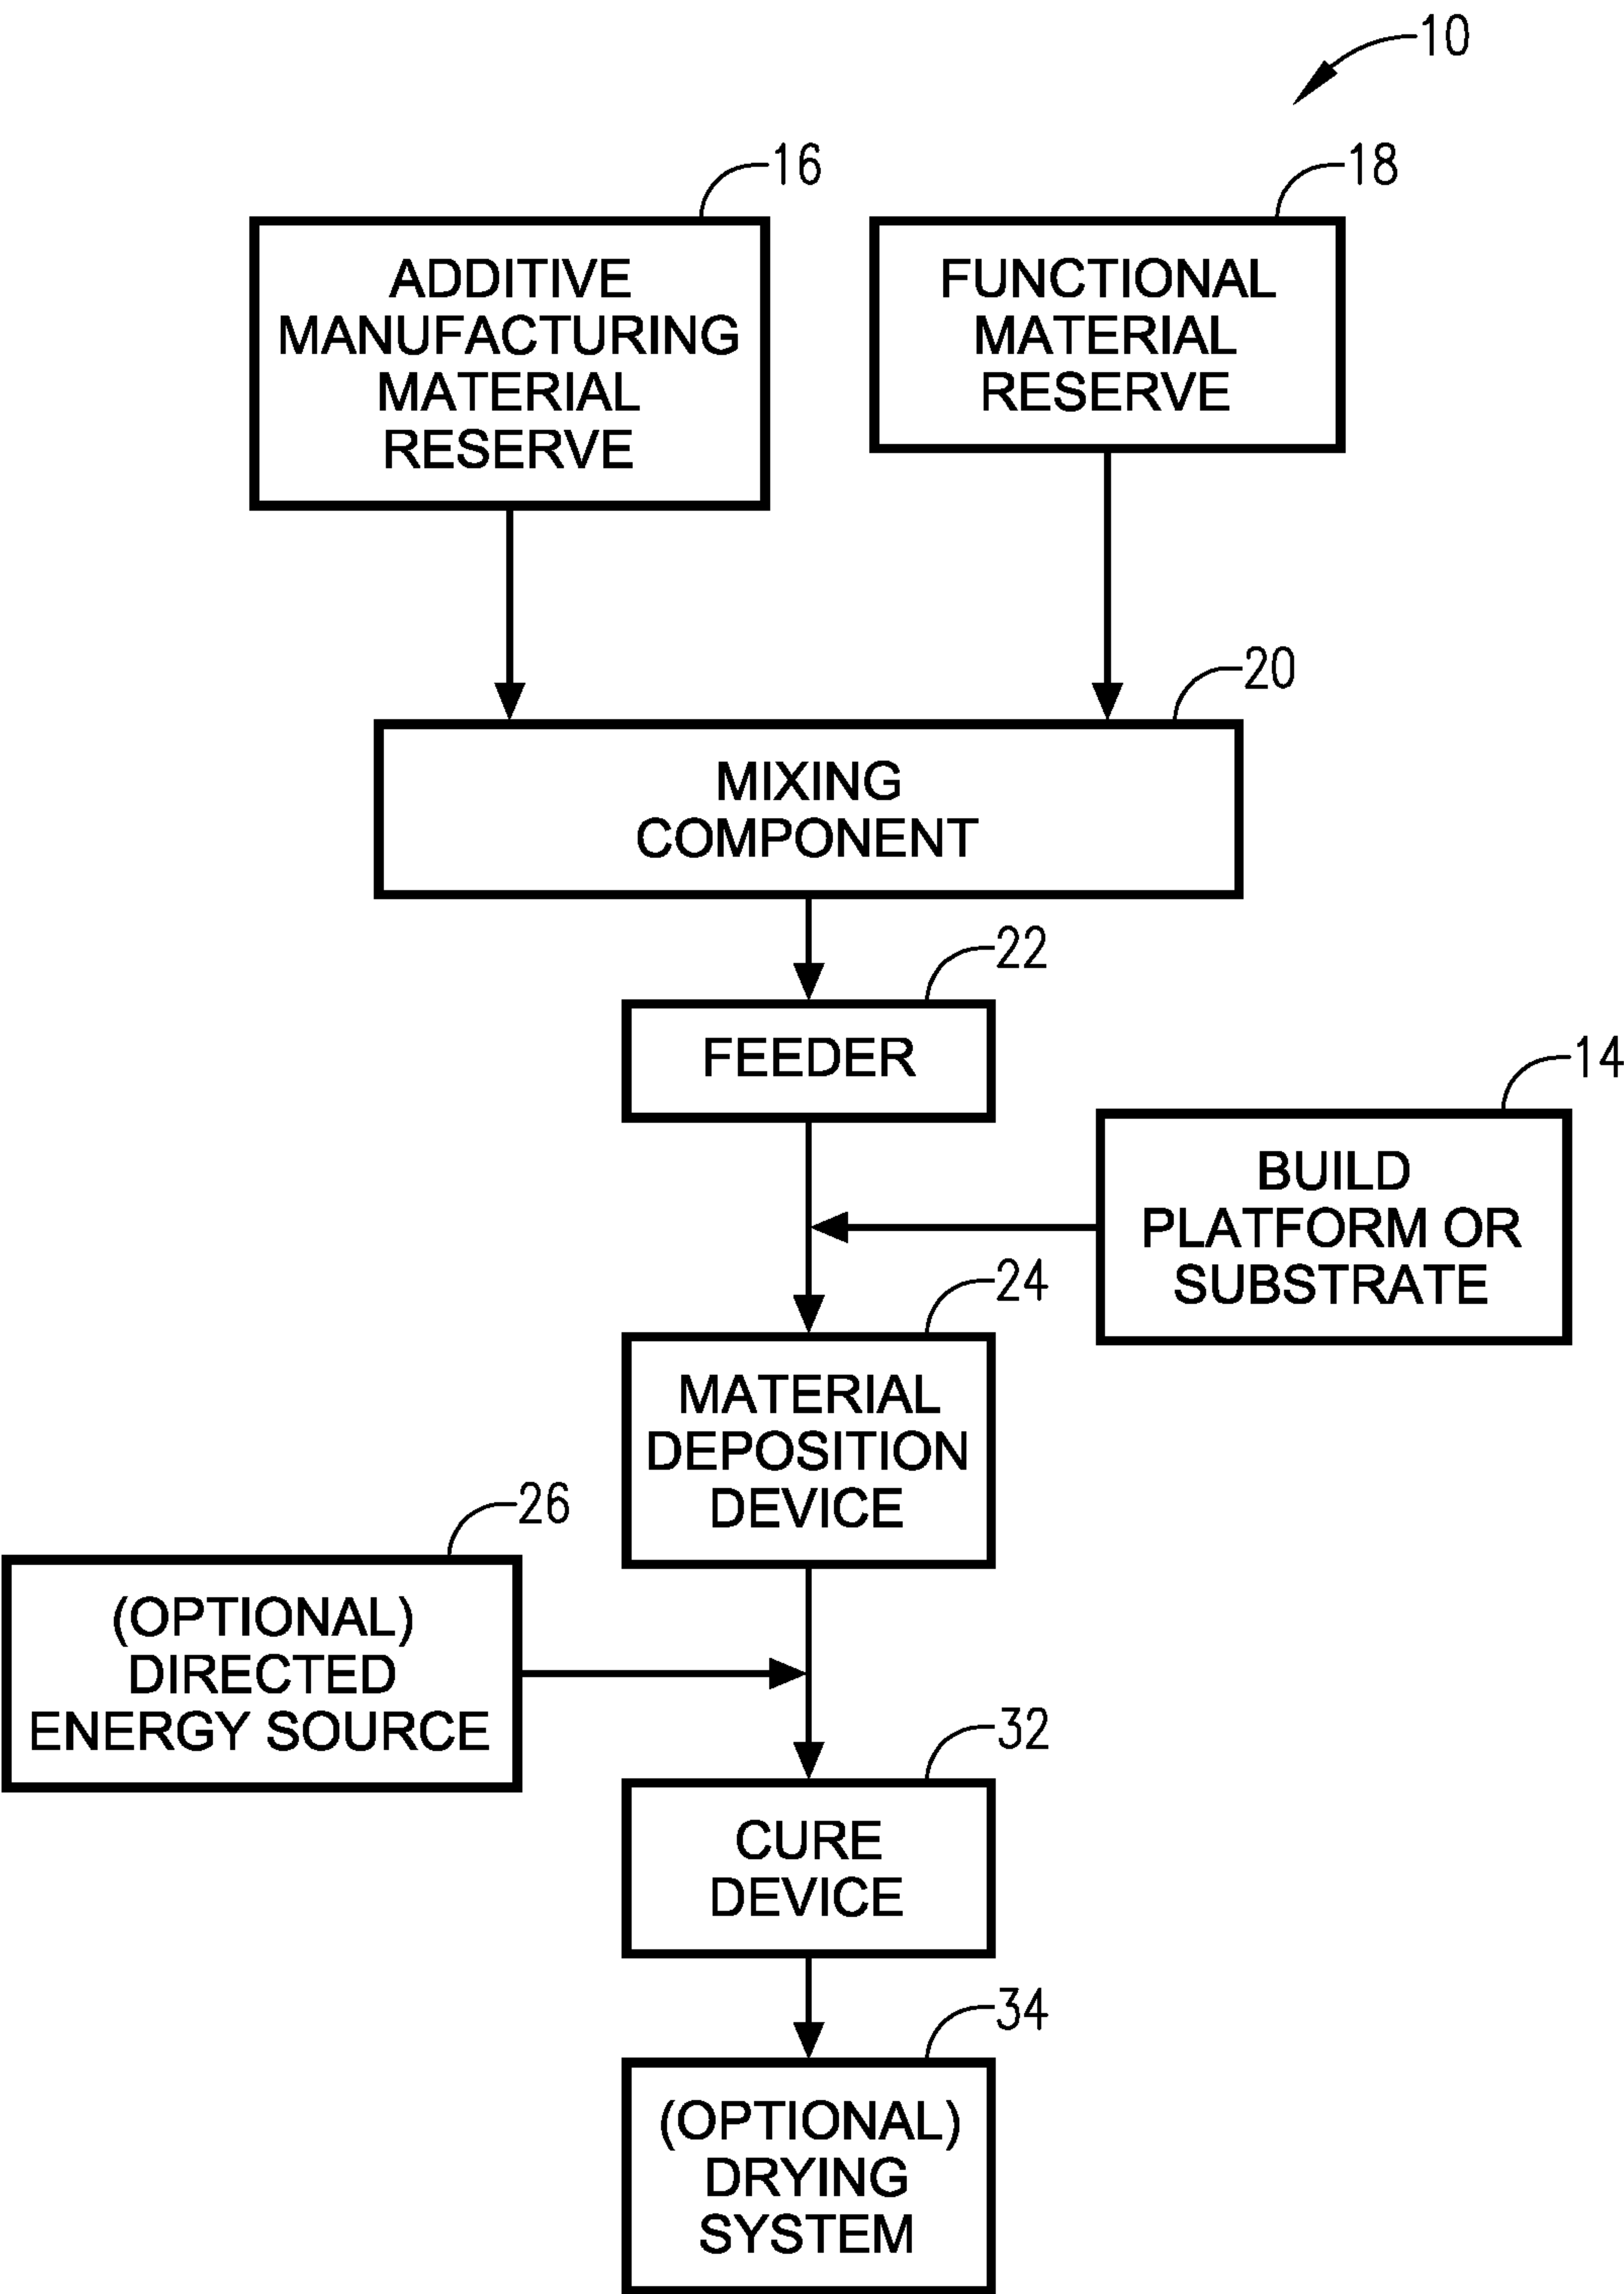 10
16
18
ADDITIVE
MANUFACTURING
MATERIAL
RESERVE
FUNCTIONAL
MATERIAL
RESERVE
20
MIXING
COMPONENT
22
FEEDER
14
BUILD
PLATFORM OR
SUBSTRATE
24
MATERIAL
DEPOSITION
DEVICE
26
(OPTIONAL)
DIRECTED
ENERGY SOURCE
32
CURE
DEVICE
34
(OPTIONAL)
DRYING
SYSTEM